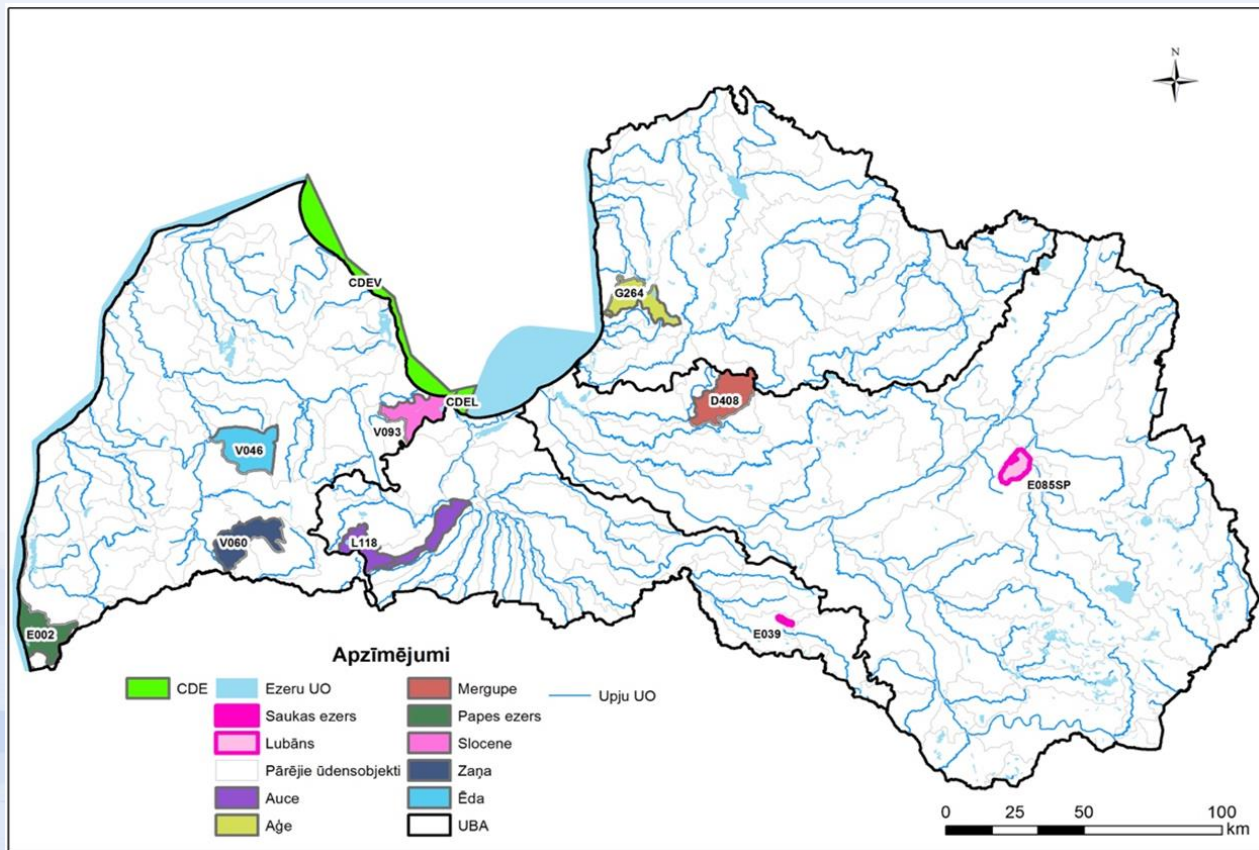 N
CDEV
G264
D408
CDEL
V093
V046
E085SP
V060
L118
E002
E039
Apzīmējumi
CDE
Ezeru UO
Mergupe
Upju UO
Saukas ezers
Papes ezers
Lubāns
Slocene
Pārējie ūdensobjekti
Zaņa
Auce
Ēda
Aģe
UBA
0 25 50 100
km